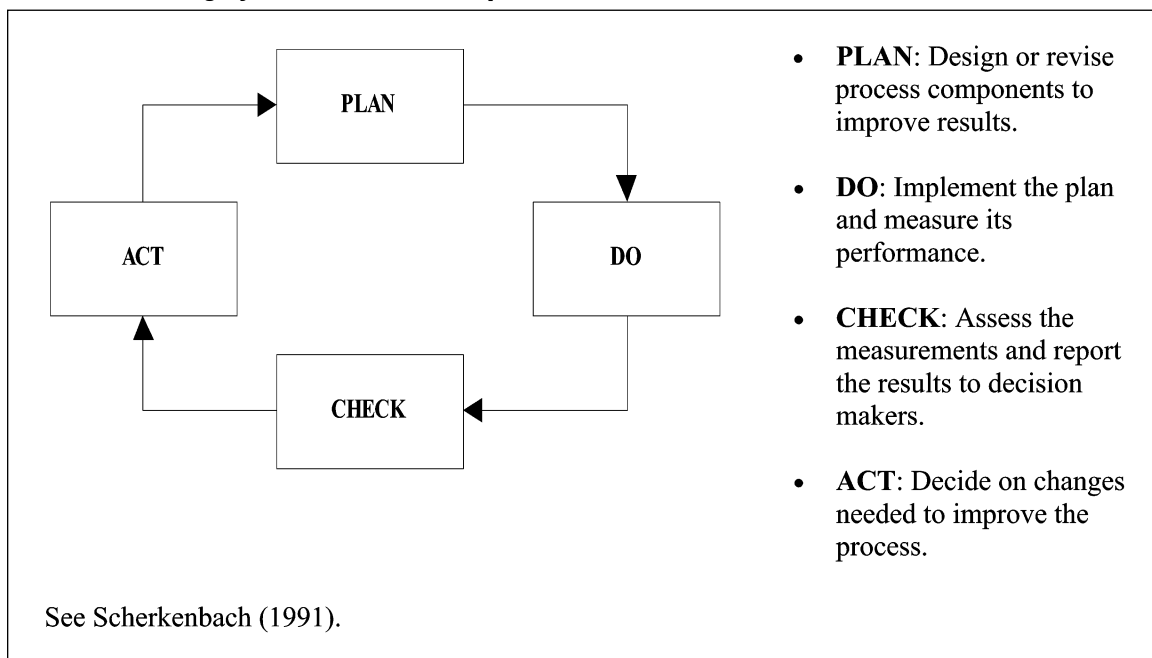 PLAN
ACT
DO
CHECK
• PLAN: Design or revise
process components to
improve results.
• DO: Implement the plan
and measure its
performance.
• CHECK: Assess the
measurements and report
the results to decision
makers.
• ACT: Decide on changes
needed to improve the
process.
See Scherkenbach (1991).